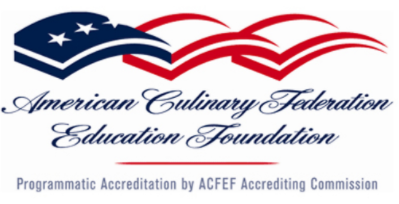 American Culinary Federation
Education Foundation
Programmatic Accreditation by ACFEF Accrediting Commission